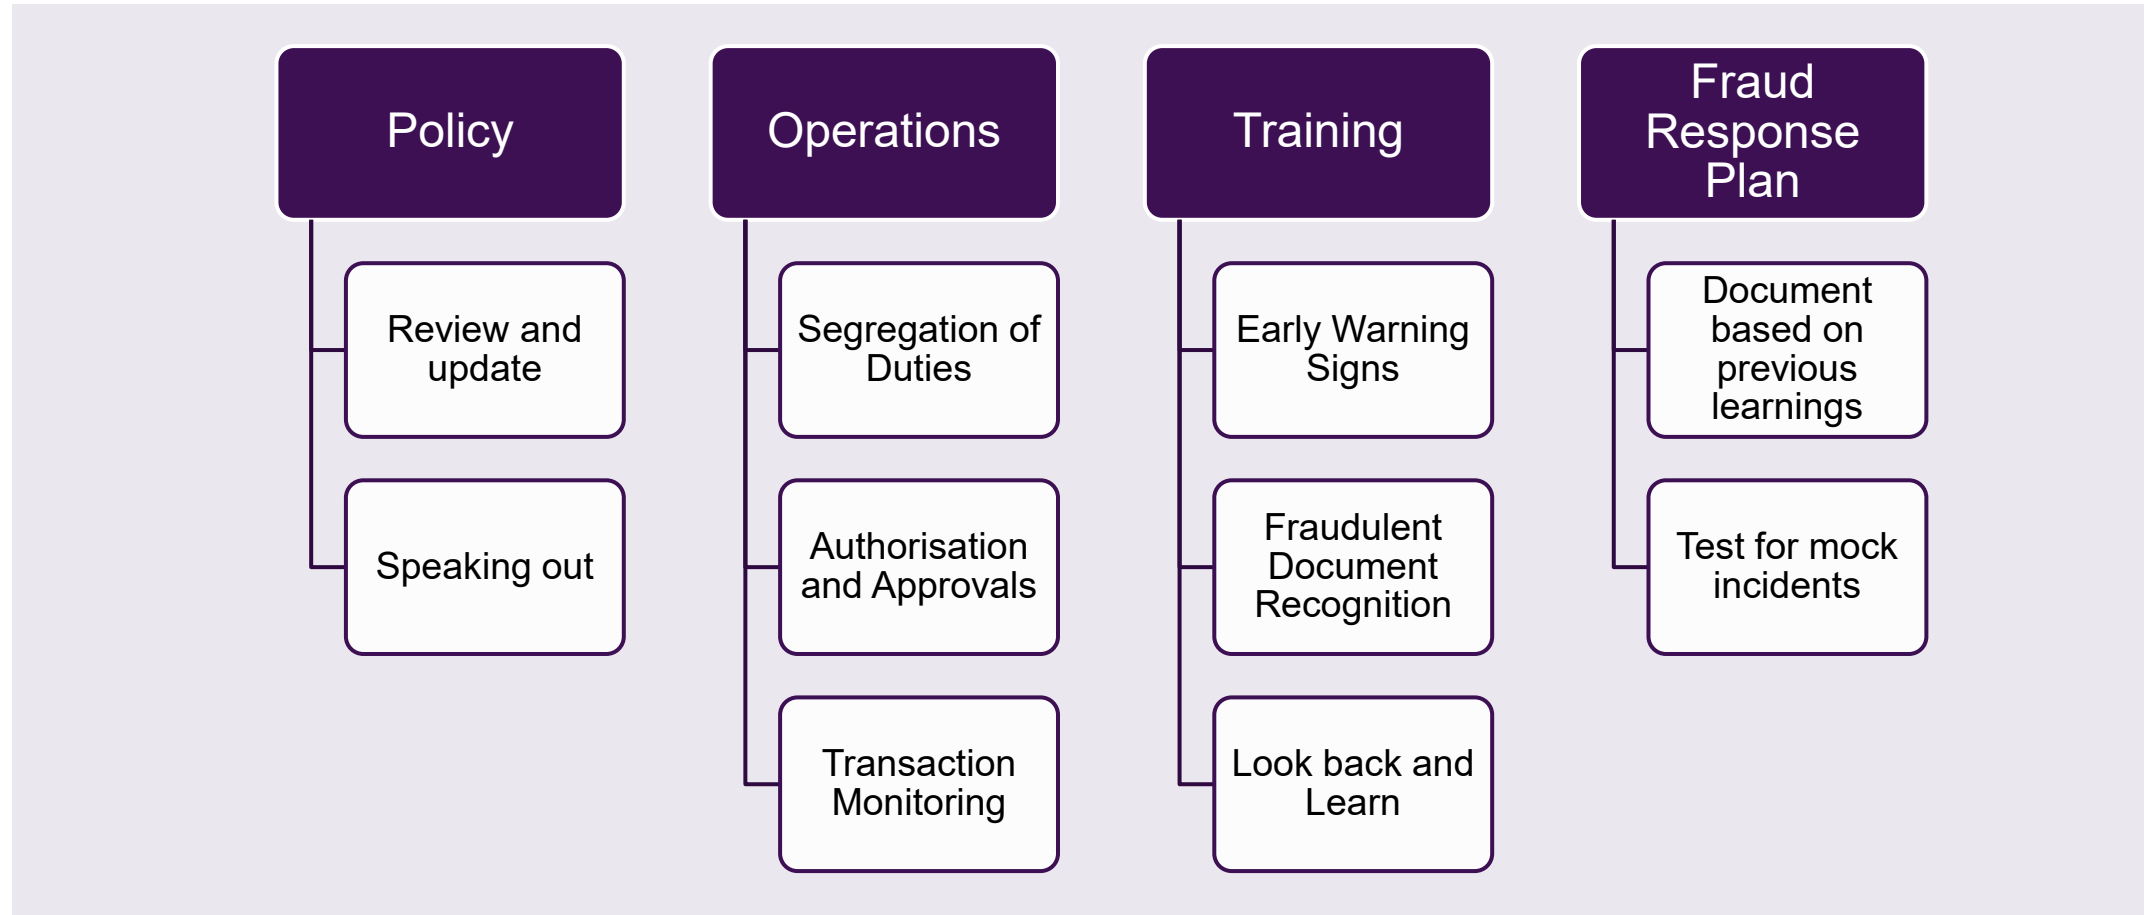 Policy
Review and
update
Speaking out
Operations
Segregation of
Duties
Authorisation
and Approvals
Transaction
Monitoring
Training
Early Warning
Signs
Fraudulent
Document
Recognition
Look back and
Learn
Fraud
Response
Plan
Document
based on
previous
learnings
Test for mock
incidents